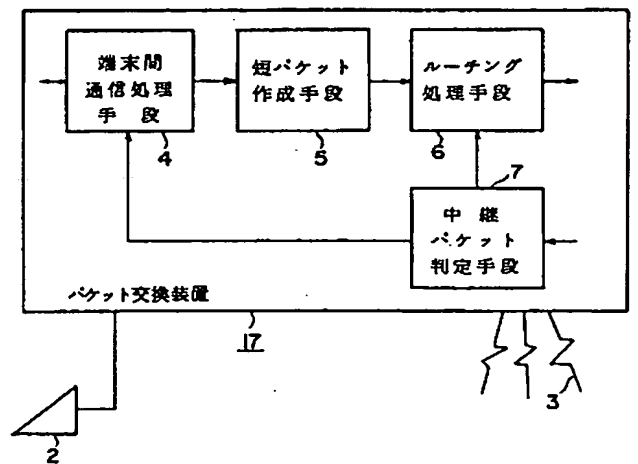 端末間
通信処理
手段
4
短パケット
作成手段
5
ルーチング
処理手段
6
7
中継
パケット
判定手段
パケット交換装置
17
3
2